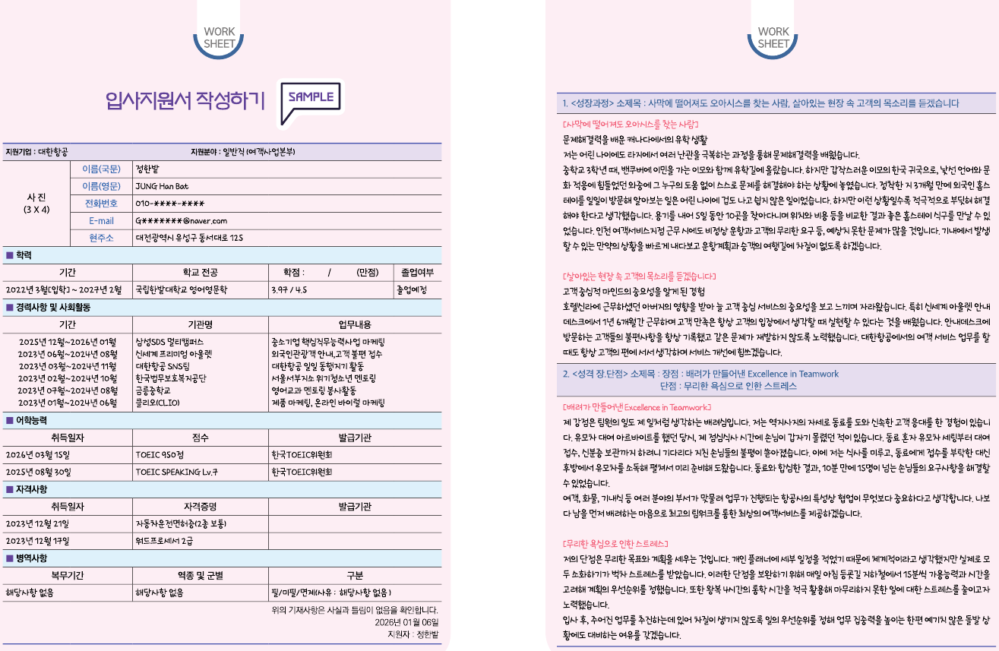 WORK
SHEET
입사지원서 작성하기
SAMPLE
지원기업 : 대한항공 지원분야 : 일반직 (여객사업본부)
사 진
(3 X 4)
이름(국문) 정한밭
이름(영문) JUNG Han Bat
전화번호 010-****-****
E-mail G*******@naver.com
현주소 대전광역시 유성구 동서대로 125
■ 학력
기간 학교 전공 학점 : / (만점) 졸업여부
2022년 3월[입학] ~ 2027년 2월 국립한밭대학교 영어영문학 3.97 / 4.5 졸업예정
■ 경력사항 및 사회활동
기간 기관명 업무내용
2025년 12월~2026년 01월 삼성SDS 멀티캠퍼스 중소기업 핵심직무능력사업 마케팅
2023년 06월~2024년 08월 신세계 프리미엄 아울렛 외국인관광객 안내,고객 불편 접수
2023년 03월~2024년 11월 대한항공 SNS팀 대한항공 일일 동행자기 활동
2023년 02월~2024년 10월 한국법무보호복지공단 서울서부지소 위기청소년 멘토링
2023년 07월~2024년 08월 금릉중학교 영어교과 멘토링 봉사활동
2023년 01월~2024년 06월 클리오(CLIO) 제품 마케팅, 온라인 바이럴 마케팅
■ 어학능력
취득일자 점수 발급기관
2026년 03월 15일 TOEIC 950점 한국TOEIC위원회
2025년 08월 30일 TOEIC SPEAKING Lv.7 한국TOEIC위원회
■ 자격사항
취득일자 자격증명 발급기관
2023년 12월 21일 자동차운전면허증(2종 보통)
2023년 12월 17일 워드프로세서 2급
■ 병역사항
복무기간 역종 및 군별 구분
해당사항 없음 해당사항 없음 필/미필/면제(사유 : 해당사항 없음 )
위의 기재사항은 사실과 틀림이 없음을 확인합니다.
2026년 01월 06일
지원자 : 정한밭
WORK
SHEET
1. <성장과정> 소제목 : 사막에 떨어져도 오아시스를 찾는 사람, 살아있는 현장 속 고객의 목소리를 듣겠습니다
[사막에 떨어져도 오아시스를 찾는 사람]
문제해결력을 배운 캐나다에서의 유학 생활
저는 어린 나이에도 타지에서 여러 난관을 극복하는 과정을 통해 문제해결력을 배웠습니다.
중학교 3학년 때, 밴쿠버에 이민을 가는 이모와 함께 유학길에 올랐습니다. 하지만 갑작스러운 이모의 한국 귀국으로, 낯선 언어와 문
화 적응에 힘들었던 와중에 그 누구의 도움 없이 스스로 문제를 해결해야 하는 상황에 놓였습니다. 정착한 지 3개월 만에 외국인 홈스
테이를 일일이 방문해 알아보는 일은 어린 나이에 겁도 나고 쉽지 않은 일이었습니다. 하지만 이런 상황일수록 적극적으로 부딪혀 해결
해야 한다고 생각했습니다. 용기를 내어 5일 동안 10곳을 찾아다니며 위치와 비용 등을 비교한 결과 좋은 홈스테이 식구를 만날 수 있
었습니다. 인천 여객서비스지점 근무 시에도 비정상 운항과 고객의 무리한 요구 등, 예상치 못한 문제가 많을 것입니다. 기내에서 발생
할 수 있는 만약의 상황을 빠르게 내다보고 운항계획과 승객의 여행길에 차질이 없도록 하겠습니다.
[살아있는 현장 속 고객의 목소리를 듣겠습니다]
고객 중심적 마인드의 중요성을 알게 된 경험
호텔신라에 근무하셨던 아버지의 영향을 받아 늘 고객 중심 서비스의 중요성을 보고 느끼며 자라왔습니다. 특히 신세계 아울렛 안내
데스크에서 1년 6개월간 근무하며 고객 만족은 항상 고객의 입장에서 생각할 때 실현할 수 있다는 것을 배웠습니다. 안내데스크에
방문하는 고객들의 불편사항을 항상 기록했고 같은 문제가 재발하지 않도록 노력했습니다. 대한항공에서의 여객 서비스 업무를 할
때도 항상 고객의 편에 서서 생각하며 서비스 개선에 힘쓰겠습니다.
2. <성격 장.단점> 소제목 : 장점 : 배려가 만들어낸 Excellence in Teamwork
단점 : 무리한 욕심으로 인한 스트레스
[배려가 만들어낸 Excellence in Teamwork]
제 강점은 팀원의 일도 제 일처럼 생각하는 배려심입니다. 저는 역지사지의 자세로 동료를 도와 신속한 고객 응대를 한 경험이 있습니
다. 유모차 대여 아르바이트를 했던 당시, 제 점심식사 시간에 손님이 갑자기 몰렸던 적이 있습니다. 동료 혼자 유모차 세팅부터 대여
접수, 신분증 보관까지 하려니 기다리다 지친 손님들의 불평이 쏟아졌습니다. 이에 저는 식사를 미루고, 동료에게 접수를 부탁한 대신
후방에서 유모차를 소독해 펼쳐서 미리 준비해 도왔습니다. 동료와 합심한 결과, 10분 만에 15명이 넘는 손님들의 요구사항을 해결할
수 있었습니다.
여객, 화물, 기내식 등 여러 분야의 부서가 맞물려 업무가 진행되는 항공사의 특성상 협업이 무엇보다 중요하다고 생각합니다. 나보
다 남을 먼저 배려하는 마음으로 최고의 팀워크를 통한 최상의 여객서비스를 제공하겠습니다.
[무리한 욕심으로 인한 스트레스]
저의 단점은 무리한 목표와 계획을 세우는 것입니다. 개인 플래너에 세부 일정을 적었기 때문에 체계적이라고 생각했지만 실제로 모
두 소화하기가 벅차 스트레스를 받았습니다. 이러한 단점을 보완하기 위해 매일 아침 등굣길 지하철에서 15분씩 가용능력과 시간을
고려해 계획의 우선순위를 정했습니다. 또한 왕복 4시간의 통학 시간을 적극 활용해 마무리하지 못한 일에 대한 스트레스를 줄이고자
노력했습니다.
입사 후, 주어진 업무를 추진하는데 있어 차질이 생기지 않도록 일의 우선순위를 정해 업무 집중력을 높이는 한편 예기치 않은 돌발 상
황에도 대비하는 여유를 갖겠습니다.